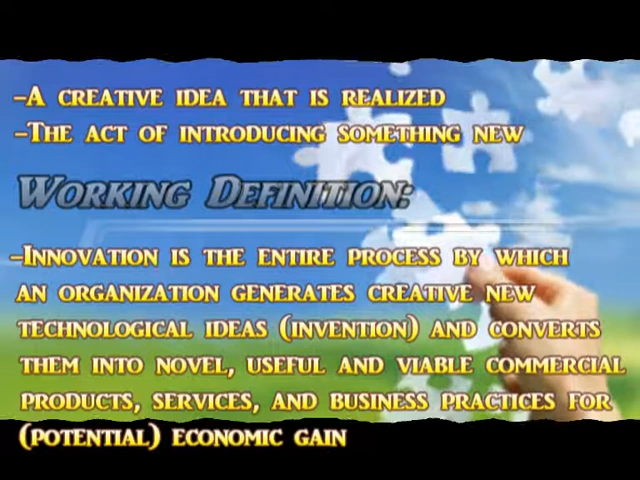 -A CREATIVE IDEA THAT IS REALIZED
-THE ACT OF INTRODUCING SOMETHING NEW
WORKING DEFINITION:
-INNOVATION IS THE ENTIRE PROCESS BY WHICH
AN ORGANIZATION GENERATES CREATIVE NEW
TECHNOLOGICAL IDEAS (INVENTION) AND CONVERTS
THEM INTO NOVEL, USEFUL AND VIABLE COMMERCIAL
PRODUCTS, SERVICES, AND BUSINESS PRACTICES FOR
(POTENTIAL) ECONOMIC GAIN